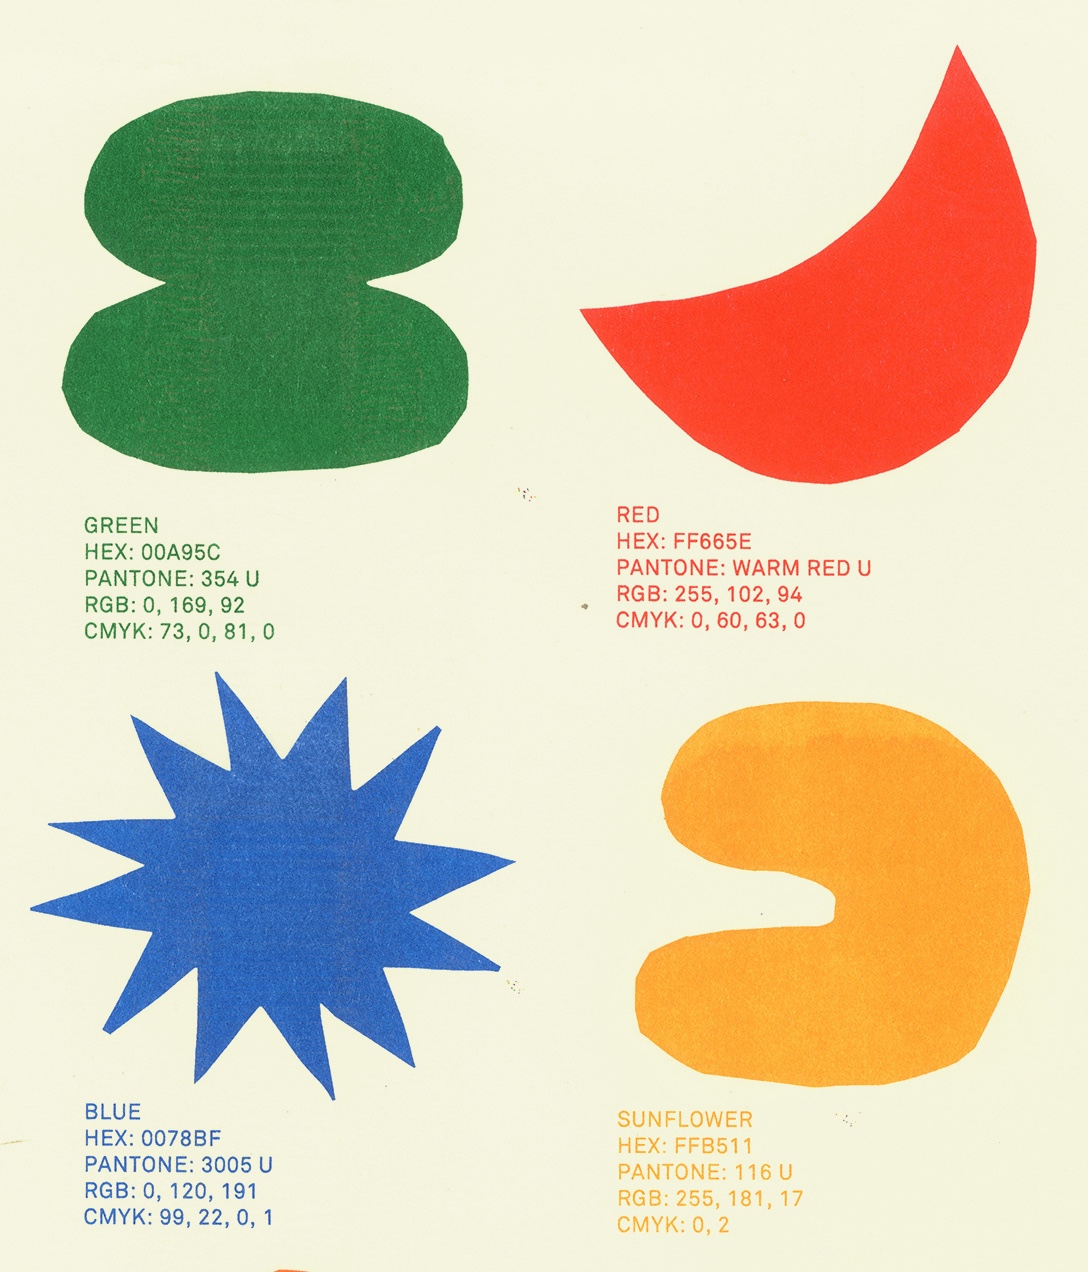 GREEN
HEX: 00A95C
PANTONE: 354 U
RGB: 0, 169, 92
CMYK: 73, 0, 81, 0
RED
HEX: FF665E
PANTONE: WARM RED U
RGB: 255, 102, 94
CMYK: 0, 60, 63, 0
BLUE
HEX: 0078BF
PANTONE: 3005 U
RGB: 0, 120, 191
CMYK: 99, 22, 0, 1
SUNFLOWER
HEX: FFB511
PANTONE: 116 U
RGB: 255, 181, 17
CMYK: 0, 2